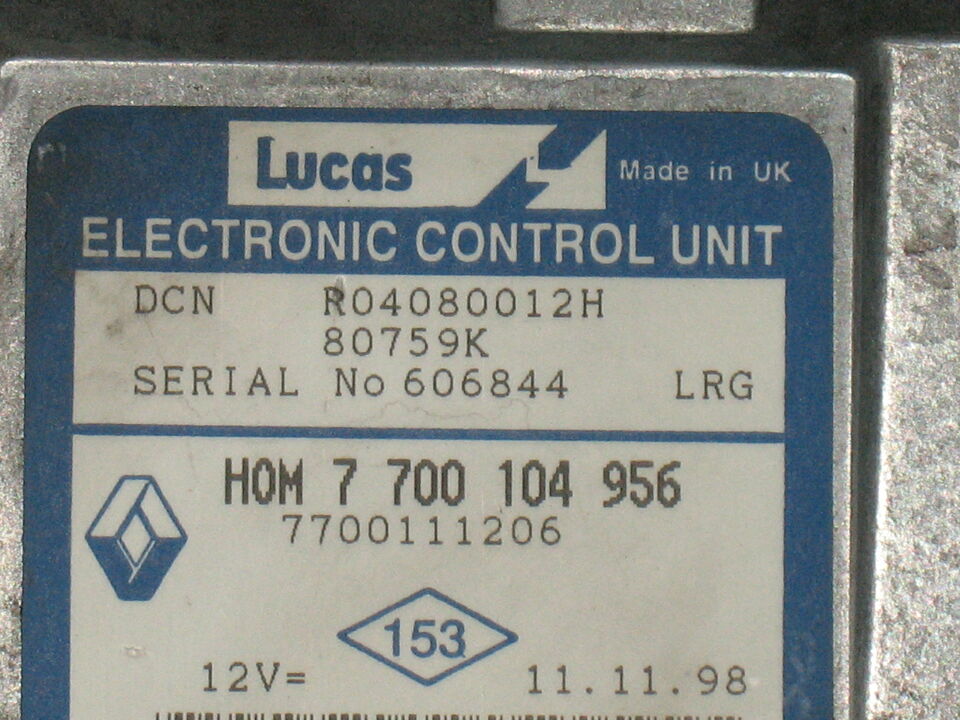 Lucas Made in UK
ELECTRONIC CONTROL UNIT
DCN R04080012H
80759K
SERIAL No 606844 LRG
HOM 7 700 104 956
7700111206
153
12V= 11.11.98